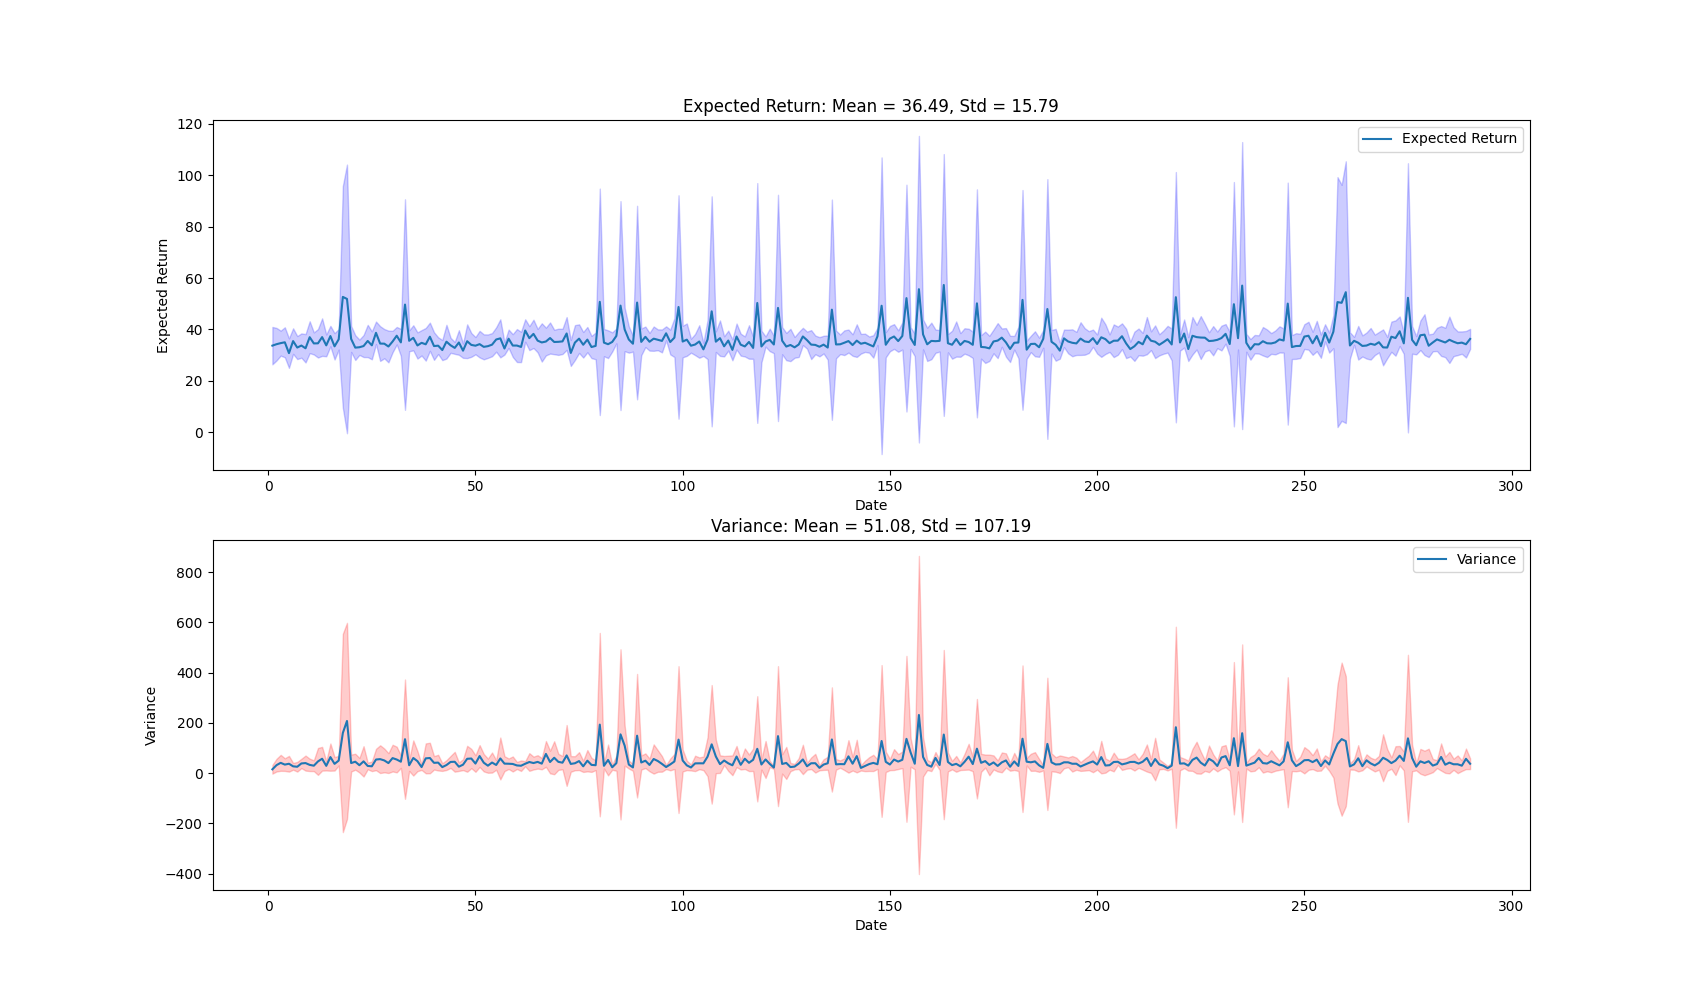 Expected Return: Mean = 36.49, Std = 15.79
120
100
80
60
40
20
0
Expected Return
Expected Return
0 50 100 150 200 250 300
Date
Variance: Mean = 51.08, Std = 107.19
800
600
400
200
0
−200
−400
Variance
Variance
0 50 100 150 200 250 300
Date